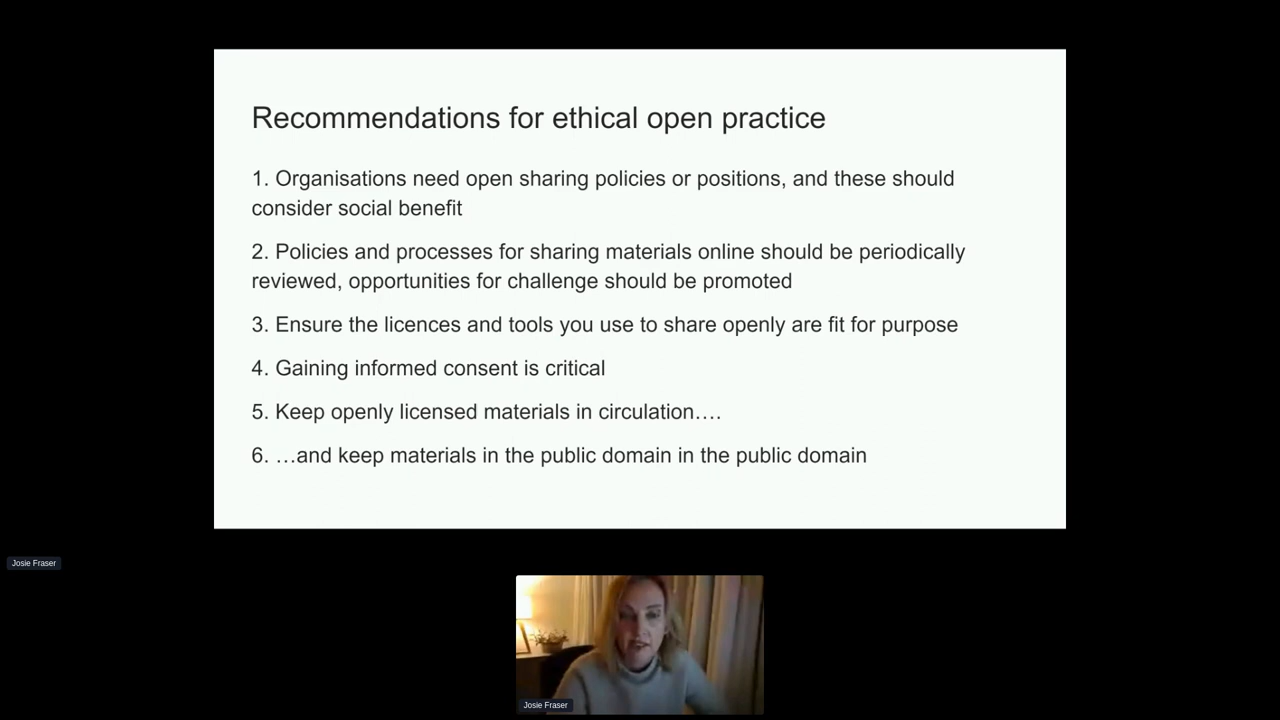 Recommendations for ethical open practice
1. Organisations need open sharing policies or positions, and these should
consider social benefit
2. Policies and processes for sharing materials online should be periodically
reviewed, opportunities for challenge should be promoted
3. Ensure the licences and tools you use to share openly are fit for purpose
4. Gaining informed consent is critical
5. Keep openly licensed materials in circulation….
6. …and keep materials in the public domain in the public domain
Josie Fraser
Josie Fraser